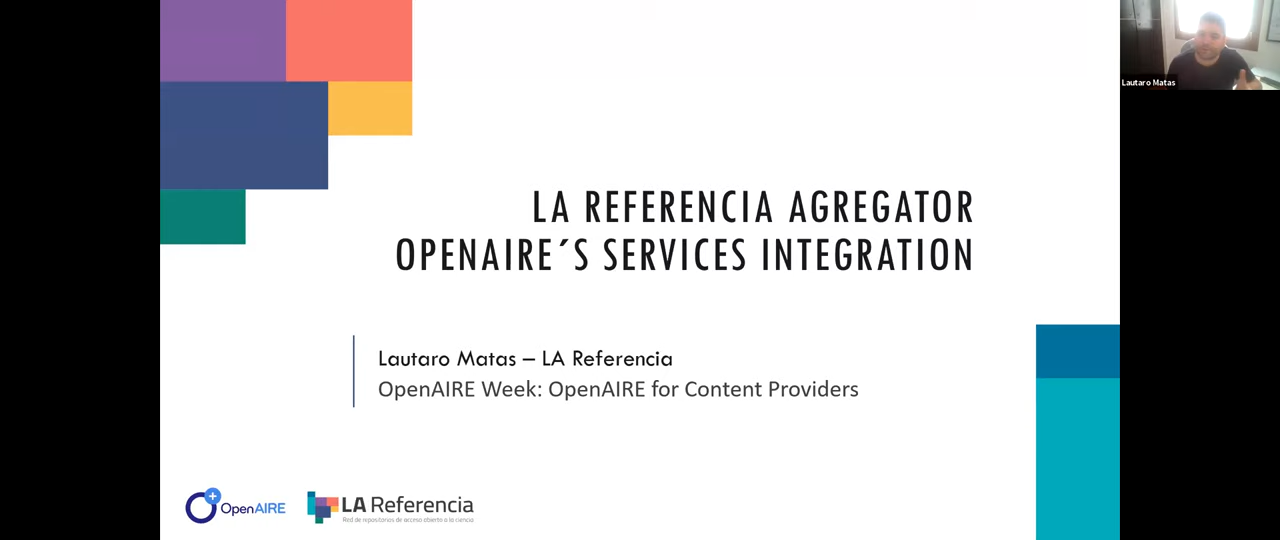 Lautaro Matas
LA REFERENCIA AGREGATOR
OPENAIRE´S SERVICES INTEGRATION
Lautaro Matas – LA Referencia
OpenAIRE Week: OpenAIRE for Content Providers
OpenAIRE
LA Referencia
Red de repositorios de acceso abierto a la ciencia